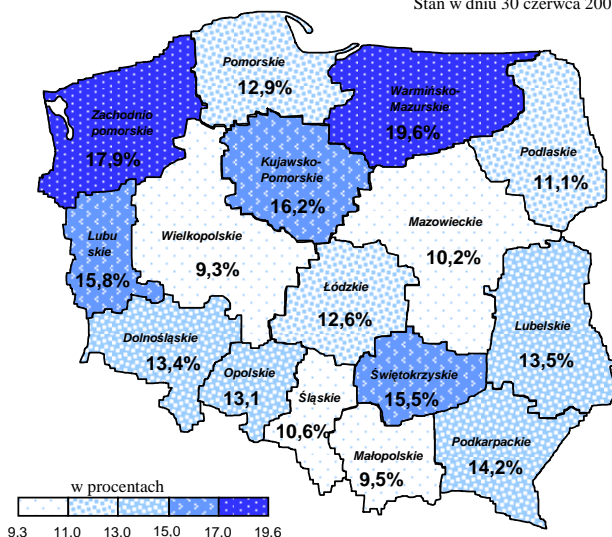 Stan w dniu 30 czerwca 200
Pomorskie
12,9%
Warmińsko-
Mazurskie
19,6%
Zachodnio
pomorskie
17,9%
Podlaskie
11,1%
Kujawsko-
Pomorskie
16,2%
Mazowieckie
10,2%
Lubu
skie
15,8%
Wielkopolskie
9,3%
Łódzkie
12,6%
Lubelskie
13,5%
Dolnośląskie
13,4%
Opolskie
13,1
Śląskie
10,6%
Świętokrzyskie
15,5%
Małopolskie
9,5%
Podkarpackie
14,2%
w procentach
9.3 11.0 13.0 15.0 17.0 19.6